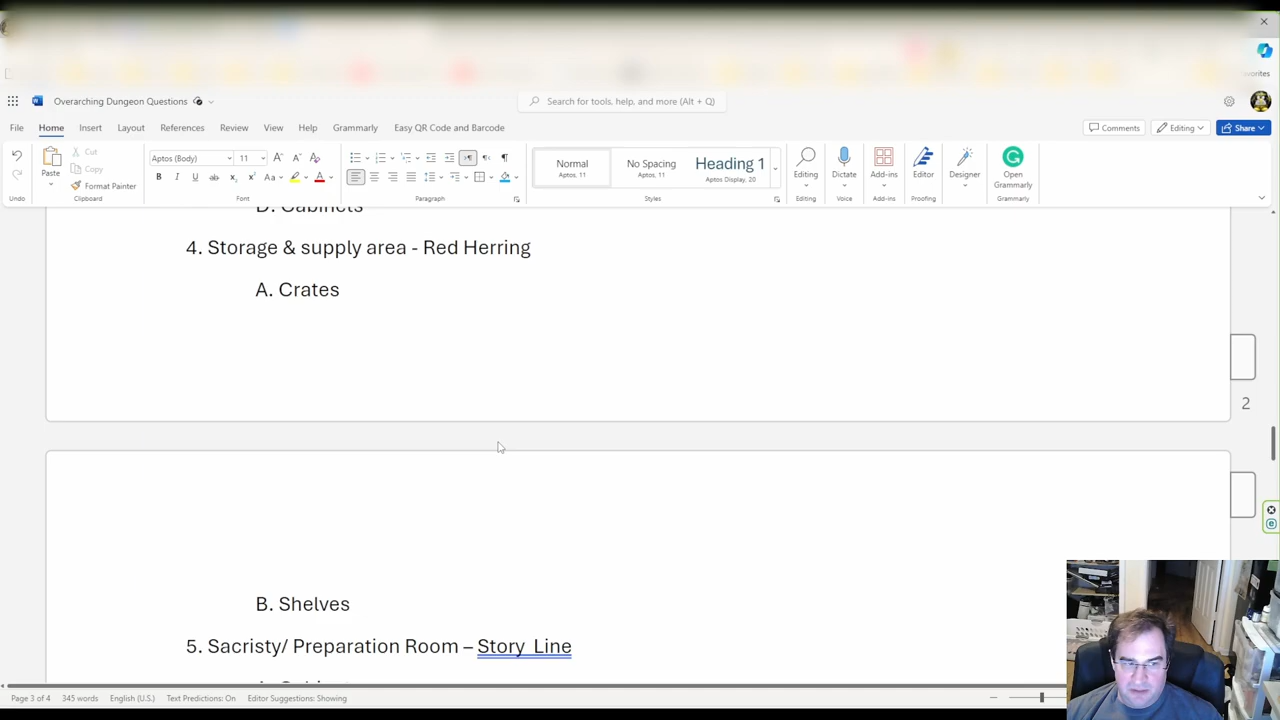 vorites
Overarching Dungeon Questions
Search for tools, help, and more (Alt + Q)
File Home Insert Layout References Review View Help Grammarly Easy QR Code and Barcode
Comments Editing Share
Paste Cut Copy Format Painter
Aptos (Body) 11
Normal Aptos, 11
No Spacing Aptos, 11
Heading 1 Aptos Display, 20
Editing Dictate Add-ins Editor Designer Open Grammarly
Undo Clipboard Font Paragraph Styles Editing Voice Add-ins Proofing Grammarly
D. Cabinets
4. Storage & supply area - Red Herring
A. Crates
2
B. Shelves
5. Sacristy/ Preparation Room – Story Line
Page 3 of 4 345 words English (U.S.) Text Predictions: On Editor Suggestions: Showing